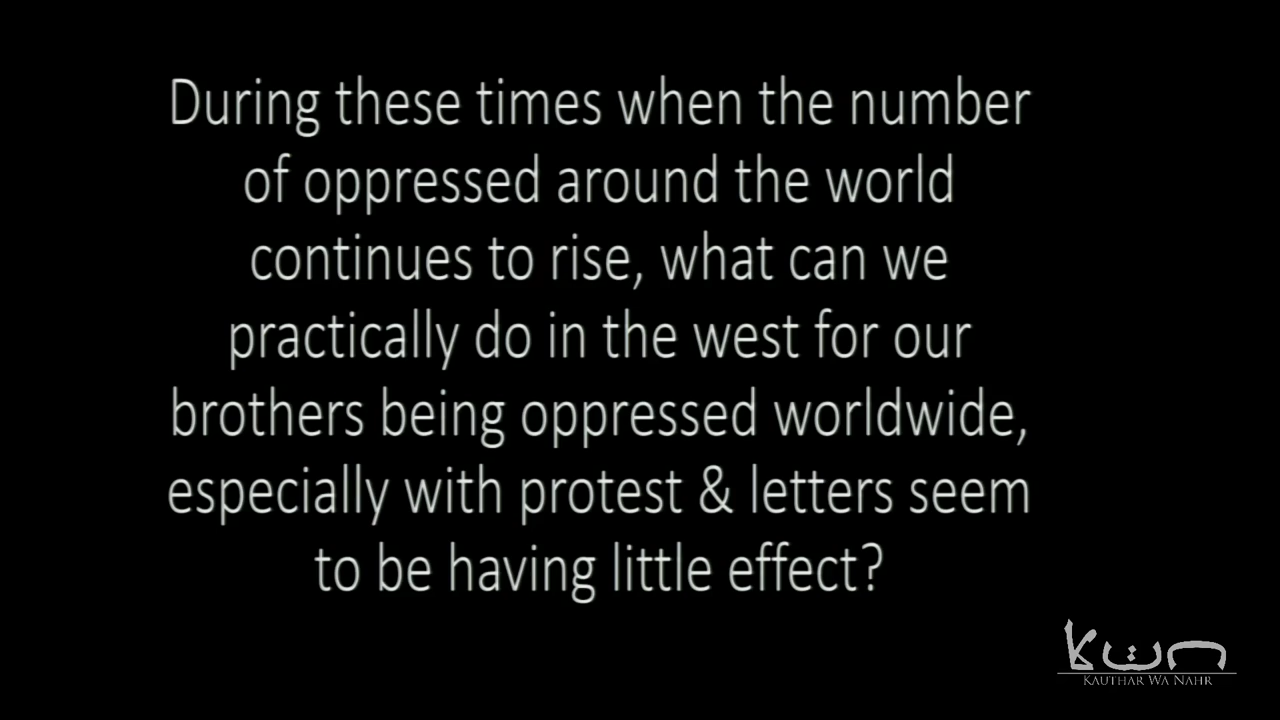 During these times when the number
of oppressed around the world
continues to rise, what can we
practically do in the west for our
brothers being oppressed worldwide,
especially with protest & letters seem
to be having little effect?
KAUTHAR WA NAHR